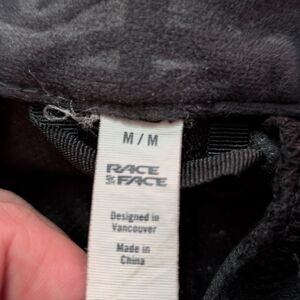 M / M
RACE
FACE
Designed in
Vancouver
Made in
China